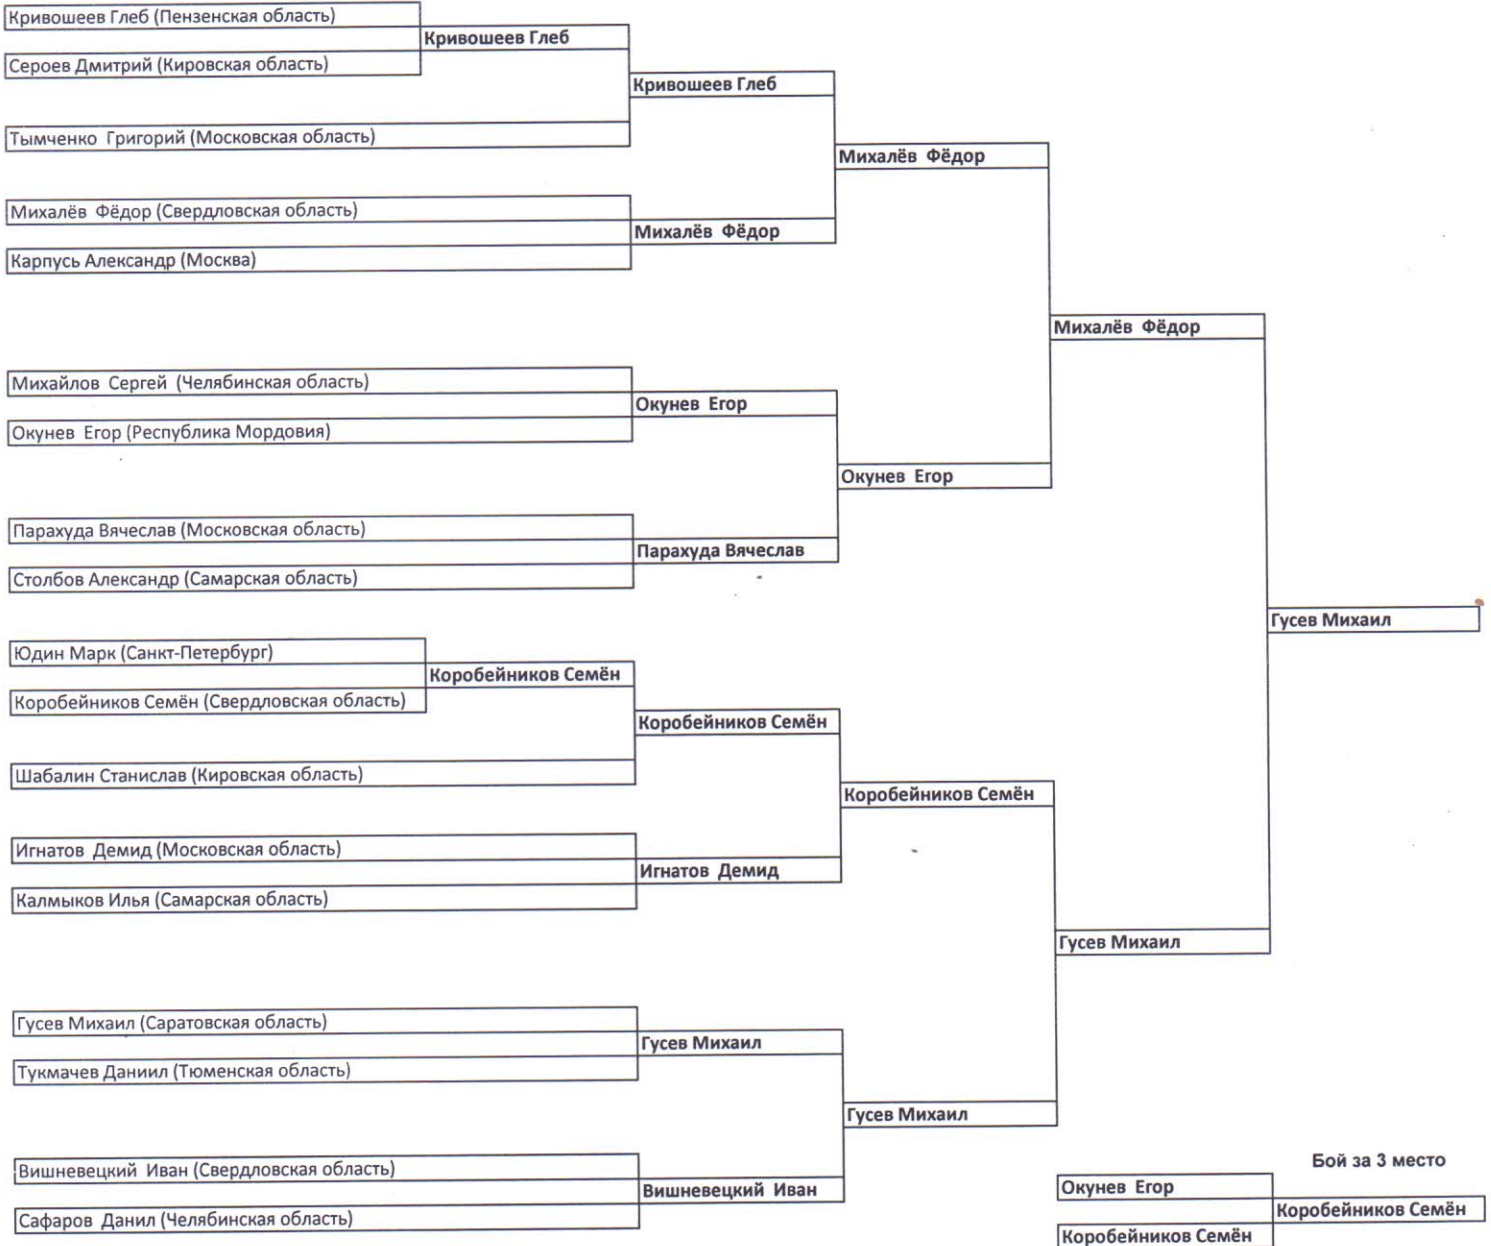 Кривошеев Глеб (Пензенская область)
Кривошеев Глеб
Сероев Дмитрий (Кировская область)
Кривошеев Глеб
Тымченко Григорий (Московская область)
Михалёв Фёдор
Михалёв Фёдор (Свердловская область)
Михалёв Фёдор
Карпусь Александр (Москва)
Михалёв Фёдор
Михайлов Сергей (Челябинская область)
Окунев Егор
Окунев Егор (Республика Мордовия)
Окунев Егор
Парахуда Вячеслав (Московская область)
Парахуда Вячеслав
Столбов Александр (Самарская область)
Гусев Михаил
Юдин Марк (Санкт-Петербург)
Коробейников Семён
Коробейников Семён (Свердловская область)
Коробейников Семён
Шабалин Станислав (Кировская область)
Коробейников Семён
Игнатов Демид (Московская область)
Игнатов Демид
Калмыков Илья (Самарская область)
Гусев Михаил
Гусев Михаил (Саратовская область)
Гусев Михаил
Тукмачев Даниил (Тюменская область)
Гусев Михаил
Бой за 3 место
Вишневецкий Иван (Свердловская область)
Вишневецкий Иван
Окунев Егор
Коробейников Семён
Сафаров Данил (Челябинская область)
Коробейников Семён